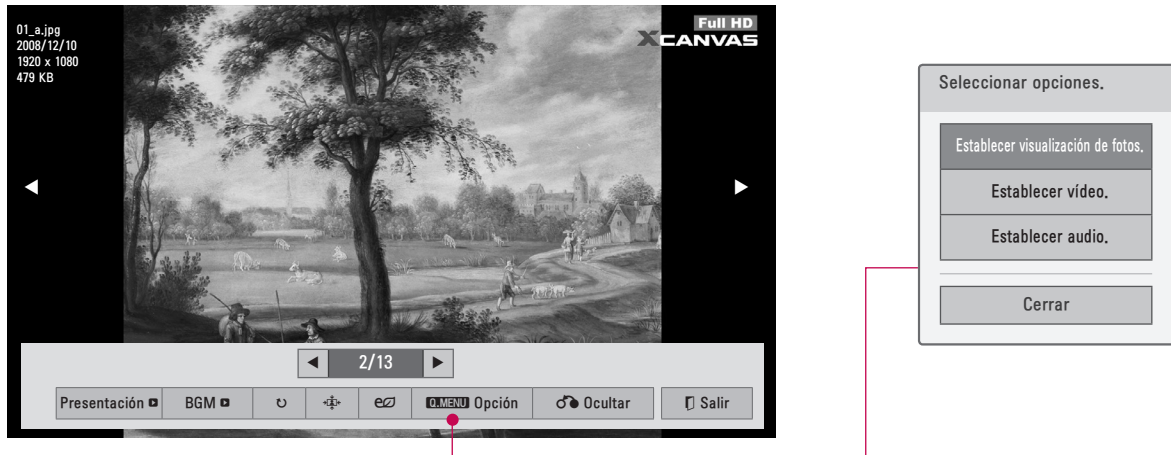 01_a.jpg
2008/12/10
1920 x 1080
479 KB
Full HD
XCANVAS
2/13
Presentación
BGM
Q.MENU Opción
Ocultar
Salir
Seleccionar opciones.
Establecer visualización de fotos.
Establecer vídeo.
Establecer audio.
Cerrar